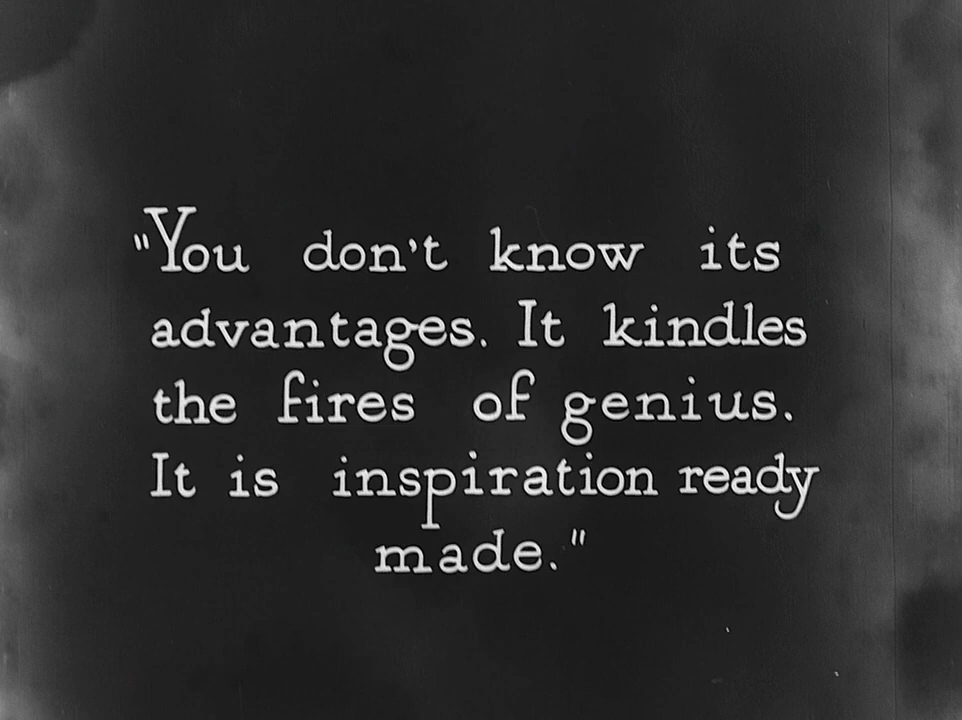 "You don't know its
advantages. It kindles
the fires of genius.
It is inspiration ready
made."